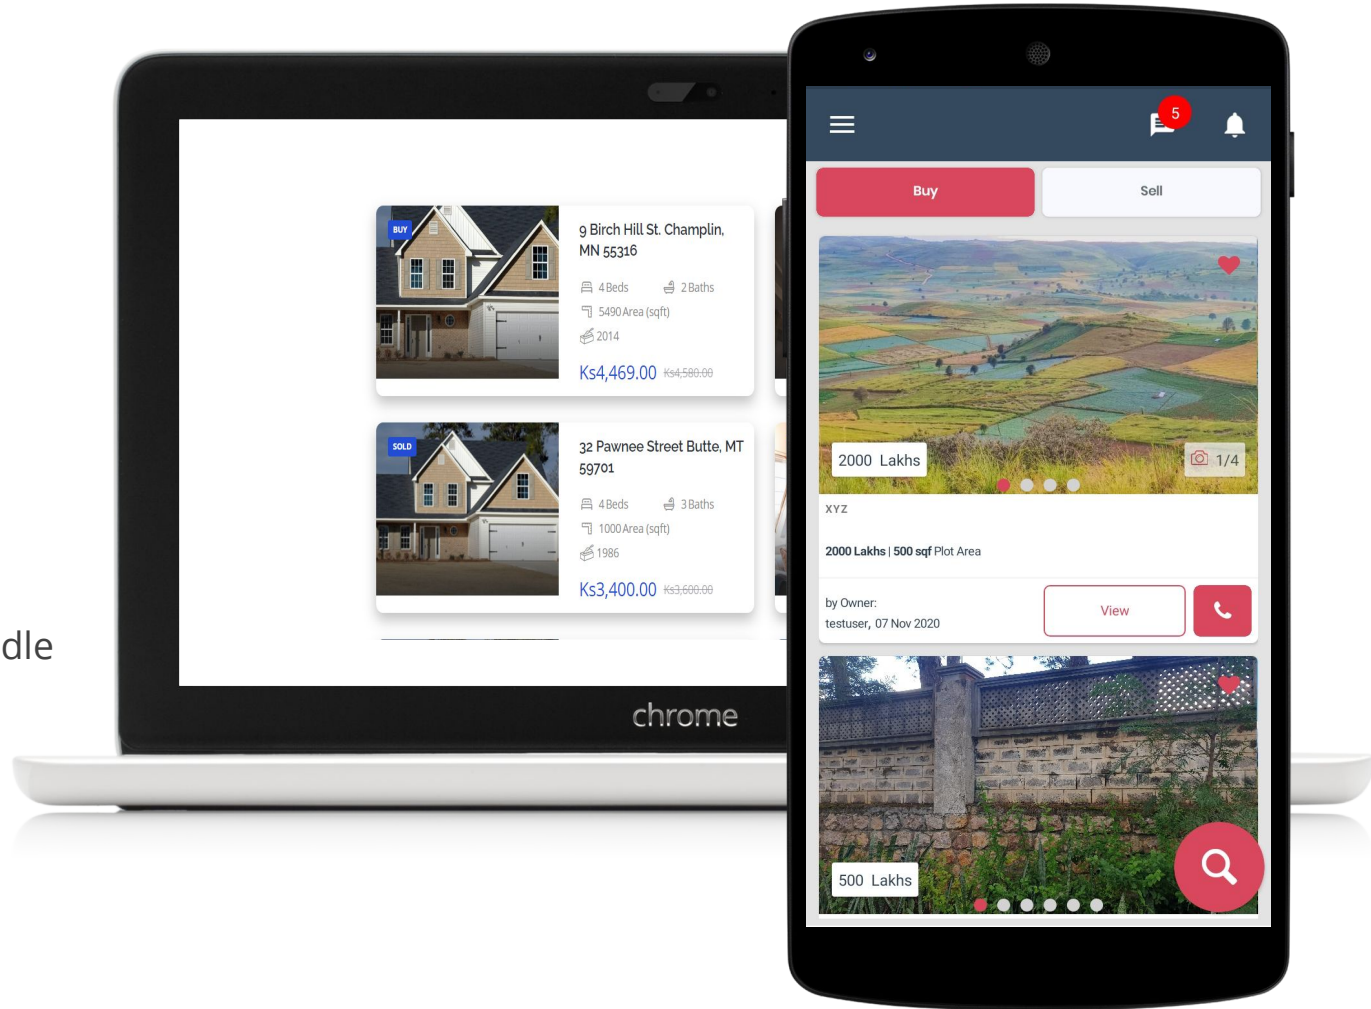 dle
BUY
9 Birch Hill St. Champlin,
MN 55316
4 Beds 2 Baths
5490 Area (sqft)
2014
Ks4,469.00 Ks4,580.00
SOLD
32 Pawnee Street Butte, MT
59701
4 Beds 3 Baths
1000 Area (sqft)
1986
Ks3,400.00 Ks3,600.00
chrome
5
Buy Sell
2000 Lakhs 1/4
XYZ
2000 Lakhs | 500 sqf Plot Area
by Owner:
testuser, 07 Nov 2020
View
500 Lakhs